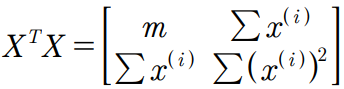 X^T X = [ m ∑x^(i) ; ∑x^(i) ∑(x^(i))^2 ]